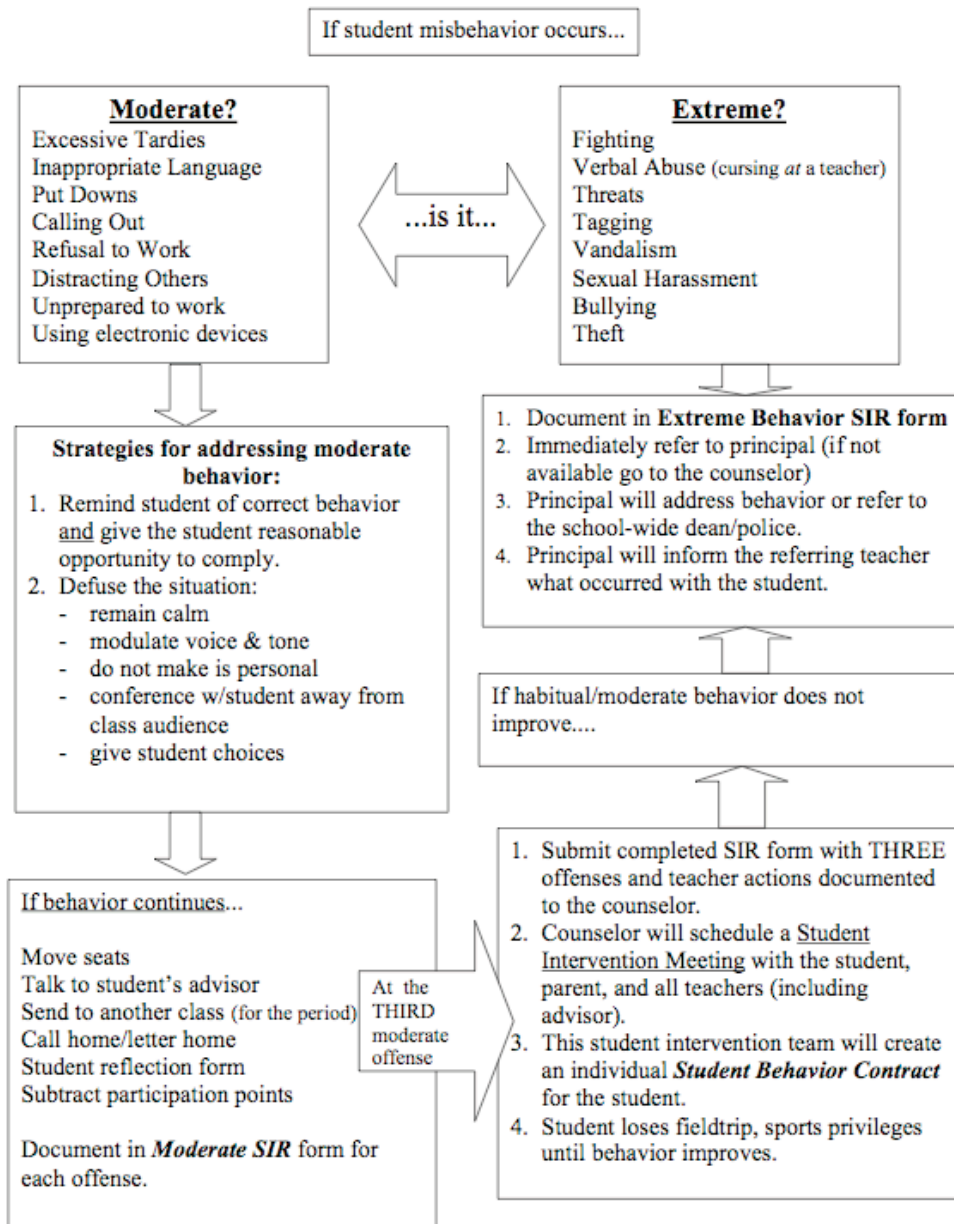 If student misbehavior occurs...
Moderate?
Excessive Tardies
Inappropriate Language
Put Downs
Calling Out
Refusal to Work
Distracting Others
Unprepared to work
Using electronic devices
...is it...
Extreme?
Fighting
Verbal Abuse (cursing at a teacher)
Threats
Tagging
Vandalism
Sexual Harassment
Bullying
Theft
Strategies for addressing moderate
behavior:
1. Remind student of correct behavior
and give the student reasonable
opportunity to comply.
2. Defuse the situation:
- remain calm
- modulate voice & tone
- do not make is personal
- conference w/student away from
class audience
- give student choices
1. Document in Extreme Behavior SIR form
2. Immediately refer to principal (if not
available go to the counselor)
3. Principal will address behavior or refer to
the school-wide dean/police.
4. Principal will inform the referring teacher
what occurred with the student.
If habitual/moderate behavior does not
improve....
If behavior continues...
Move seats
Talk to student's advisor
Send to another class (for the period)
Call home/letter home
Student reflection form
Subtract participation points
Document in Moderate SIR form for
each offense.
At the
THIRD
moderate
offense
1. Submit completed SIR form with THREE
offenses and teacher actions documented
to the counselor.
2. Counselor will schedule a Student
Intervention Meeting with the student,
parent, and all teachers (including
advisor).
3. This student intervention team will create
an individual Student Behavior Contract
for the student.
4. Student loses fieldtrip, sports privileges
until behavior improves.